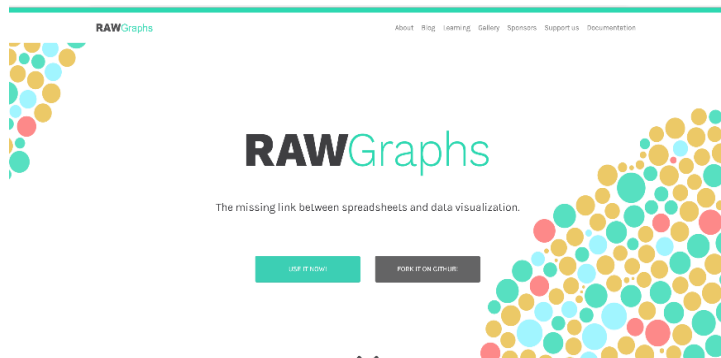 RAWGraphs
About Blog Learning Gallery Sponsors Support us Documentation
RAWGraphs
The missing link between spreadsheets and data visualization.
USE IT NOW!
FORK IT ON GITHUB!